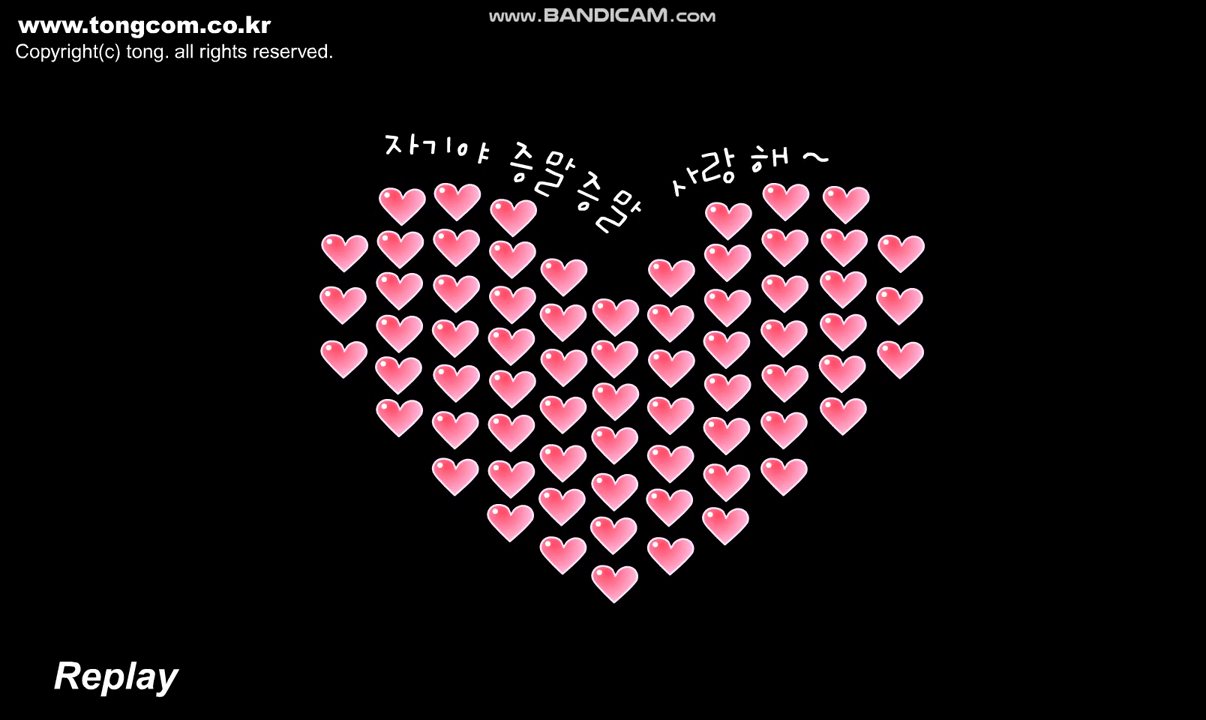 www.BANDICAM.com
www.tongcom.co.kr
Copyright(c) tong. all rights reserved.
자기야 증말증말 사랑해~
Replay